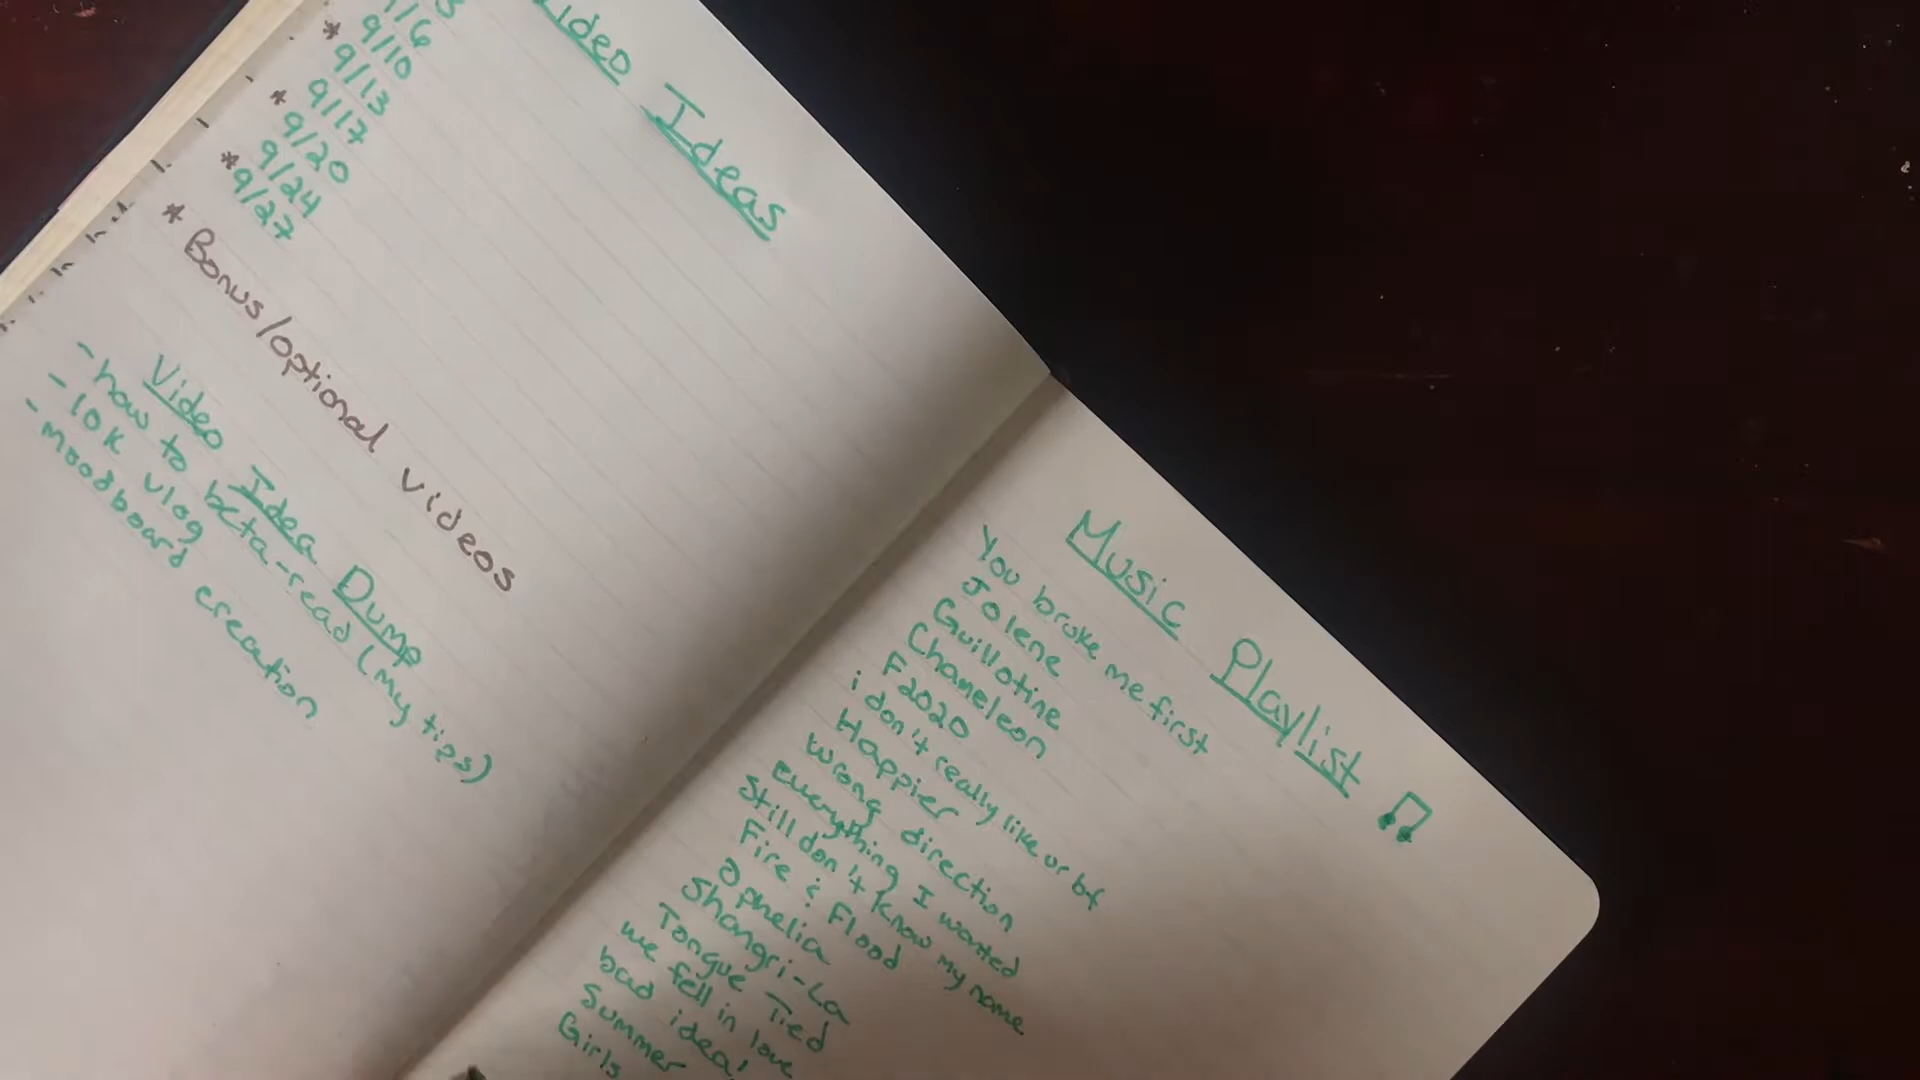 Video Ideas
9/10
* 9/13
9/17
* 9/20
9/24
* 9/27
* Bonus/optional videos
Video Idea Dump
- how to beta-read (my tips)
- 10k vlog
- moodboard creation
Music Playlist ♫
You broke me first
Jolene
Guillotine
Chameleon
F2020
i don't really like ur bf
Happier
wrong direction
everything I wanted
Still don't know my name
Fire & Flood
Ophelia
Shangri-La
Tongue Tied
we fell in love
bad idea!
Summer
Girls